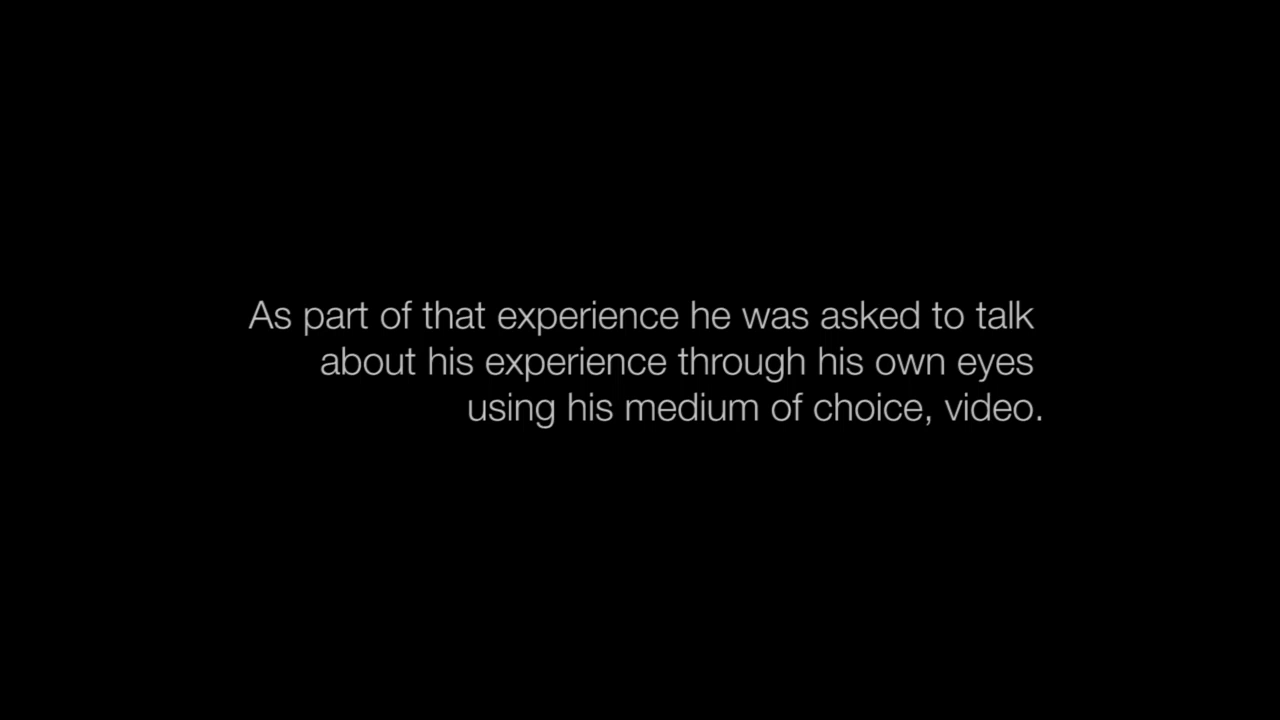 As part of that experience he was asked to talk
about his experience through his own eyes
using his medium of choice, video.